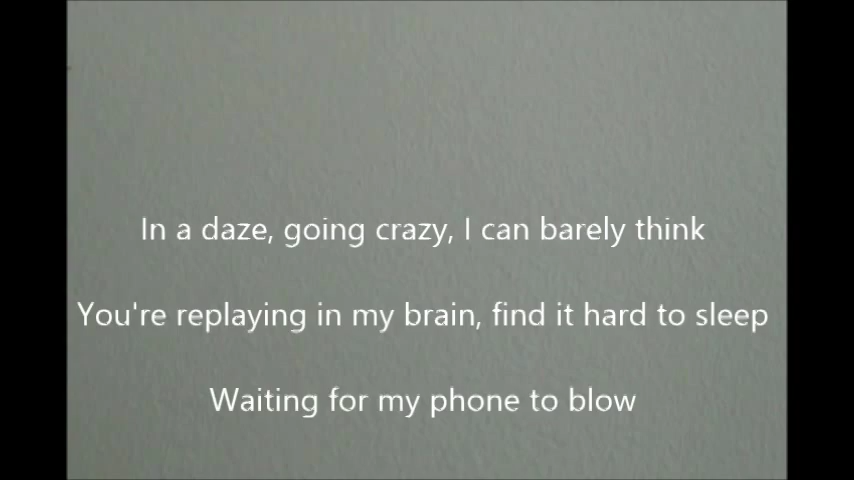 In a daze, going crazy, I can barely think
You're replaying in my brain, find it hard to sleep
Waiting for my phone to blow